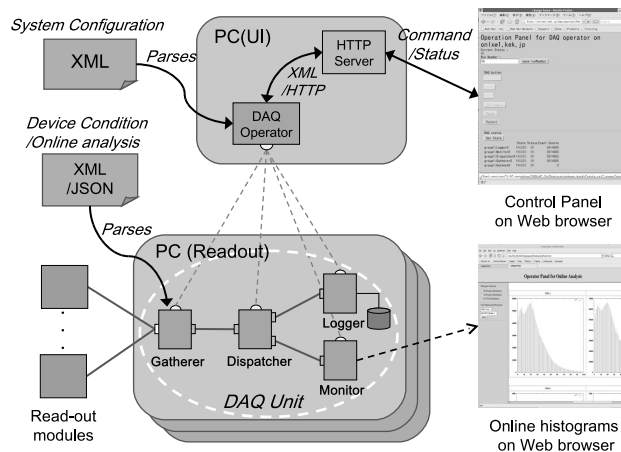 System Configuration
XML
Parses
PC(UI)
HTTP
Server
XML
/HTTP
DAQ
Operator
Command
/Status
Operation Panel for DAQ operator on
Control Panel
on Web browser
Device Condition
/Online analysis
XML
/JSON
Parses
PC (Readout)
Gatherer
Dispatcher
Logger
Monitor
DAQ Unit
Read-out
modules
Operator Panel for Online Analysis
Online histograms
on Web browser